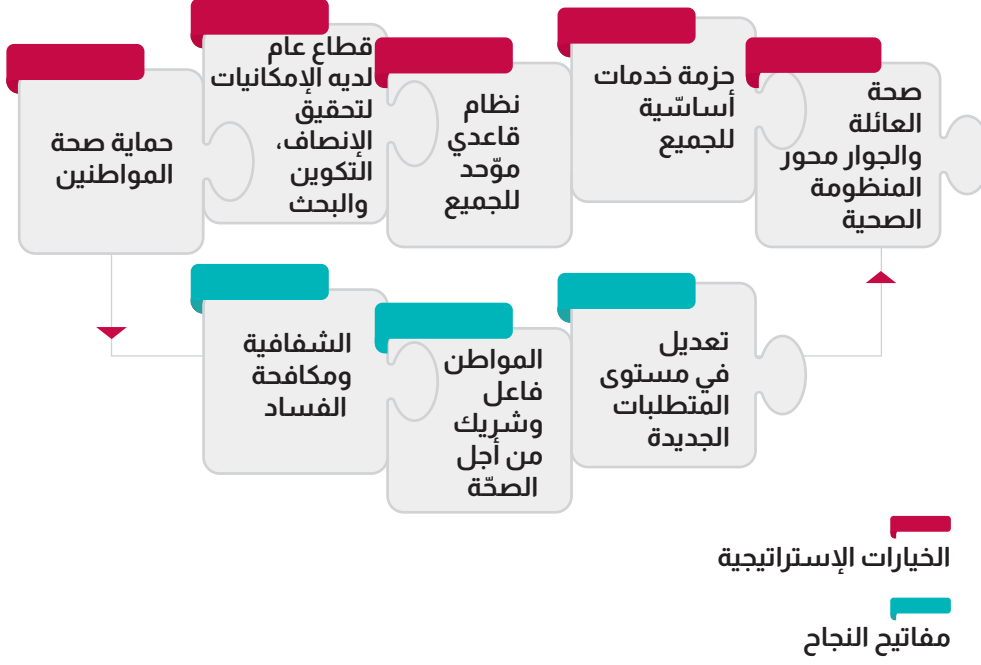 صحة
العائلة
والجوار محور
المنظومة
الصحية
حزمة خدمات
أساسّية
للجميع
نظام
قاعدي
موّحد
للجميع
قطاع عام
لديه الإمكانيات
لتحقيق
الإنصاف،
التكوين
والبحث
حماية صحة
المواطنين
تعديل
في مستوى
المتطلبات
الجديدة
المواطن
فاعل
وشريك
من أجل
الصحّة
الشفافية
ومكافحة
الفساد
الخيارات الإستراتيجية
مفاتيح النجاح